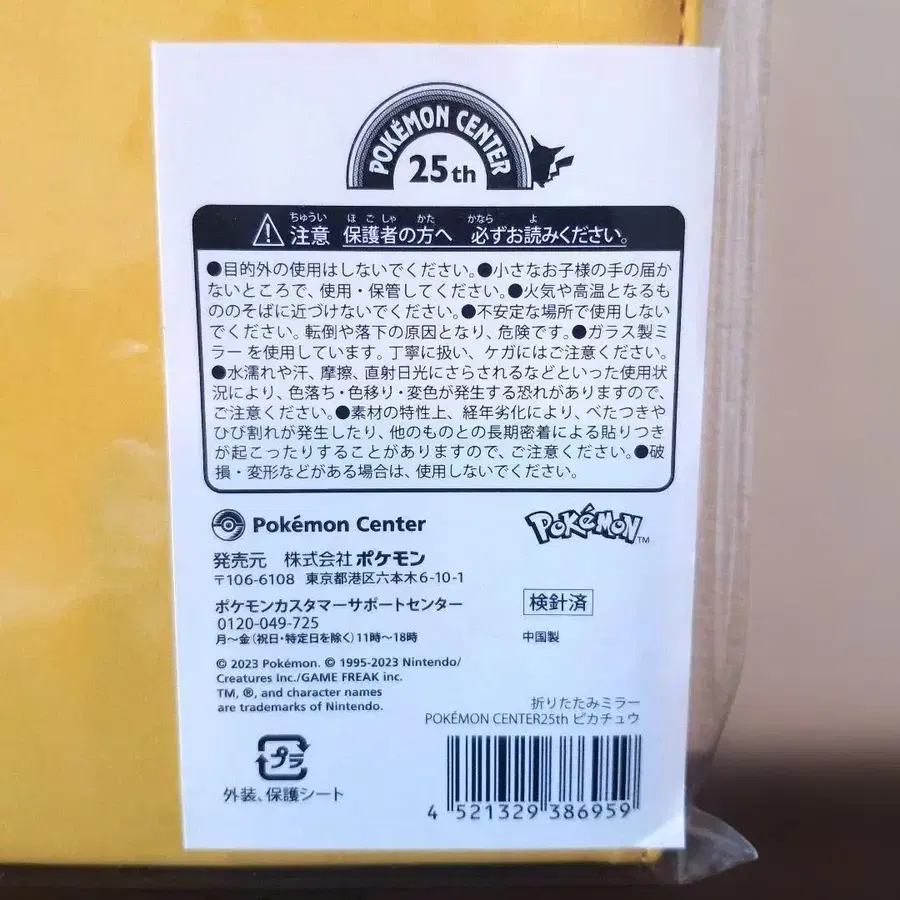 POKÉMON CENTER
25th
ちゅうい ほごしゃ かた かなら よ
注意 保護者の方へ 必ずお読みください。
●目的外の使用はしないでください。●小さなお子様の手の届か
ないところで、使用・保管してください。●火気や高温となるも
ののそばに近づけないでください。●不安定な場所で使用しない
でください。転倒や落下の原因となり、危険です。●ガラス製ミ
ラーを使用しています。丁寧に扱い、ケガにはご注意ください。
●水濡れや汗、摩擦、直射日光にさらされるなどといった使用状
況により、色落ち・色移り・変色が発生する恐れがありますので、
ご注意ください。●素材の特性上、経年劣化により、べたつきや
ひび割れが発生したり、他のものとの長期密着による貼りつき
が起こったりすることがありますので、ご注意ください。●破
損・変形などがある場合は、使用しないでください。
Pokémon Center
POKÉMON TM
発売元 株式会社ポケモン
〒106-6108 東京都港区六本木6-10-1
ポケモンカスタマーサポートセンター
0120-049-725
月～金(祝日・特定日を除く)11時～18時
検針済
中国製
© 2023 Pokémon. © 1995-2023 Nintendo/
Creatures Inc./GAME FREAK inc.
TM, ®, and character names
are trademarks of Nintendo.
折りたたみミラー
POKÉMON CENTER25th ピカチュウ
プラ
外装、保護シート
4 521329 386959